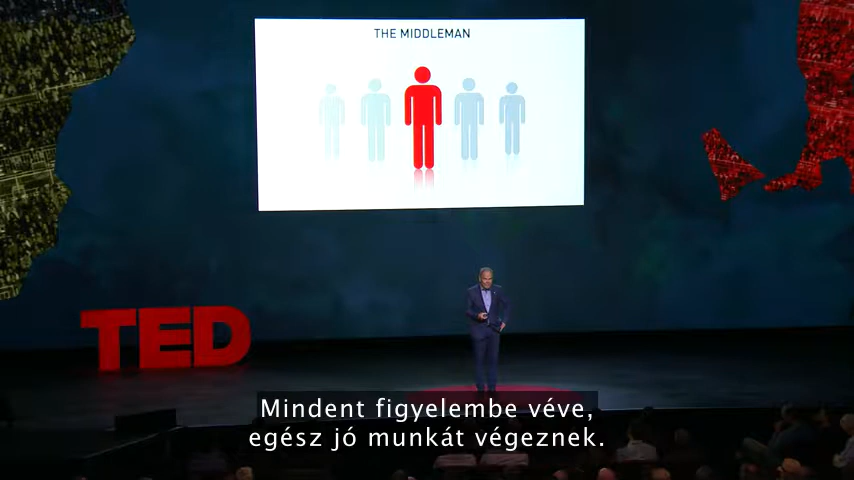 THE MIDDLEMAN
TED
Mindent figyelembe véve,
egész jó munkát végeznek.